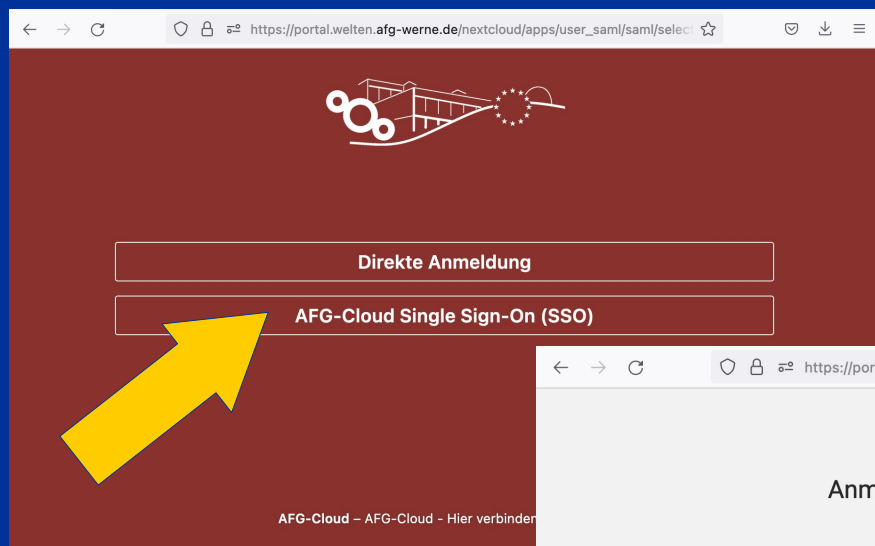 https://portal.welten.afg-werne.de/nextcloud/apps/user_saml/saml/select
Direkte Anmeldung
AFG-Cloud Single Sign-On (SSO)
https://por
Anm
AFG-Cloud – AFG-Cloud - Hier verbinden